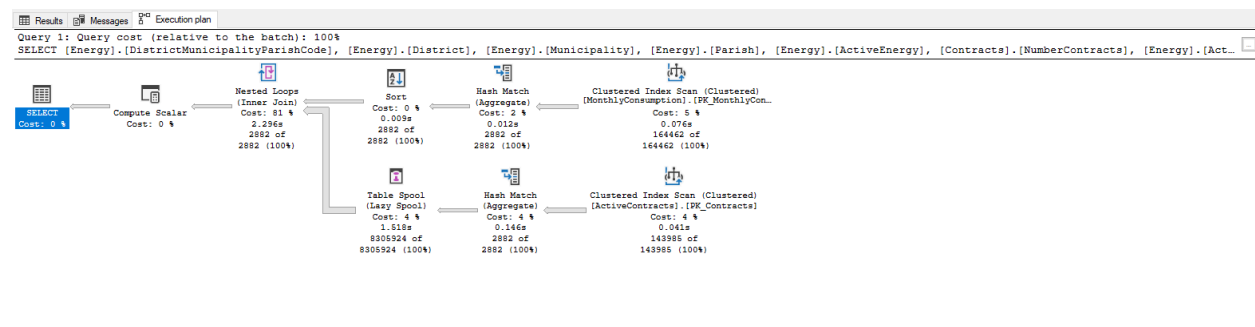 Results Messages Execution plan
Query 1: Query cost (relative to the batch): 100%
SELECT [Energy].[DistrictMunicipalityParishCode], [Energy].[District], [Energy].[Municipality], [Energy].[Parish], [Energy].[ActiveEnergy], [Contracts].[NumberContracts], [Energy].[Act...
SELECT
Cost: 0 %
Compute Scalar
Cost: 0 %
Nested Loops
(Inner Join)
Cost: 81 %
2.296s
2882 of
2882 (100%)
Sort
Cost: 0 %
0.009s
2882 of
2882 (100%)
Hash Match
(Aggregate)
Cost: 2 %
0.012s
2882 of
2882 (100%)
Clustered Index Scan (Clustered)
[MonthlyConsumption].[PK_MonthlyCon…
Cost: 5 %
0.076s
164462 of
164462 (100%)
Table Spool
(Lazy Spool)
Cost: 4 %
1.518s
8305924 of
8305924 (100%)
Hash Match
(Aggregate)
Cost: 4 %
0.146s
2882 of
2882 (100%)
Clustered Index Scan (Clustered)
[ActiveContracts].[PK_Contracts]
Cost: 4 %
0.041s
143985 of
143985 (100%)